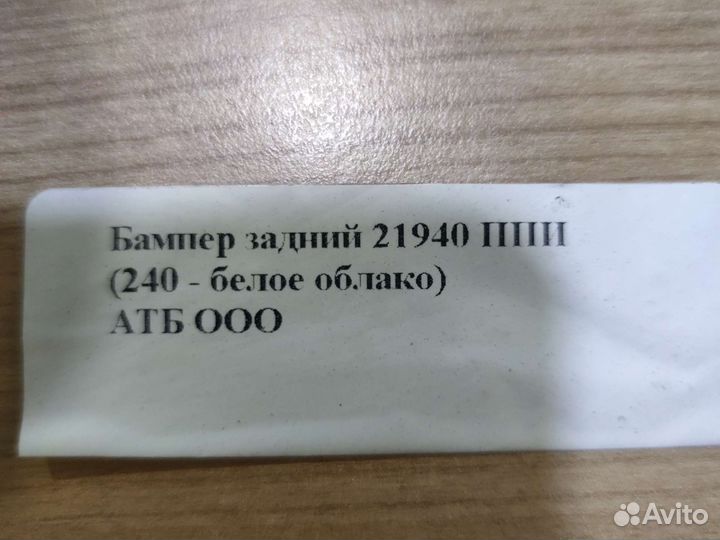 Бампер задний 21940 ППИ
(240 - белое облако)
АТБ ООО
Avito